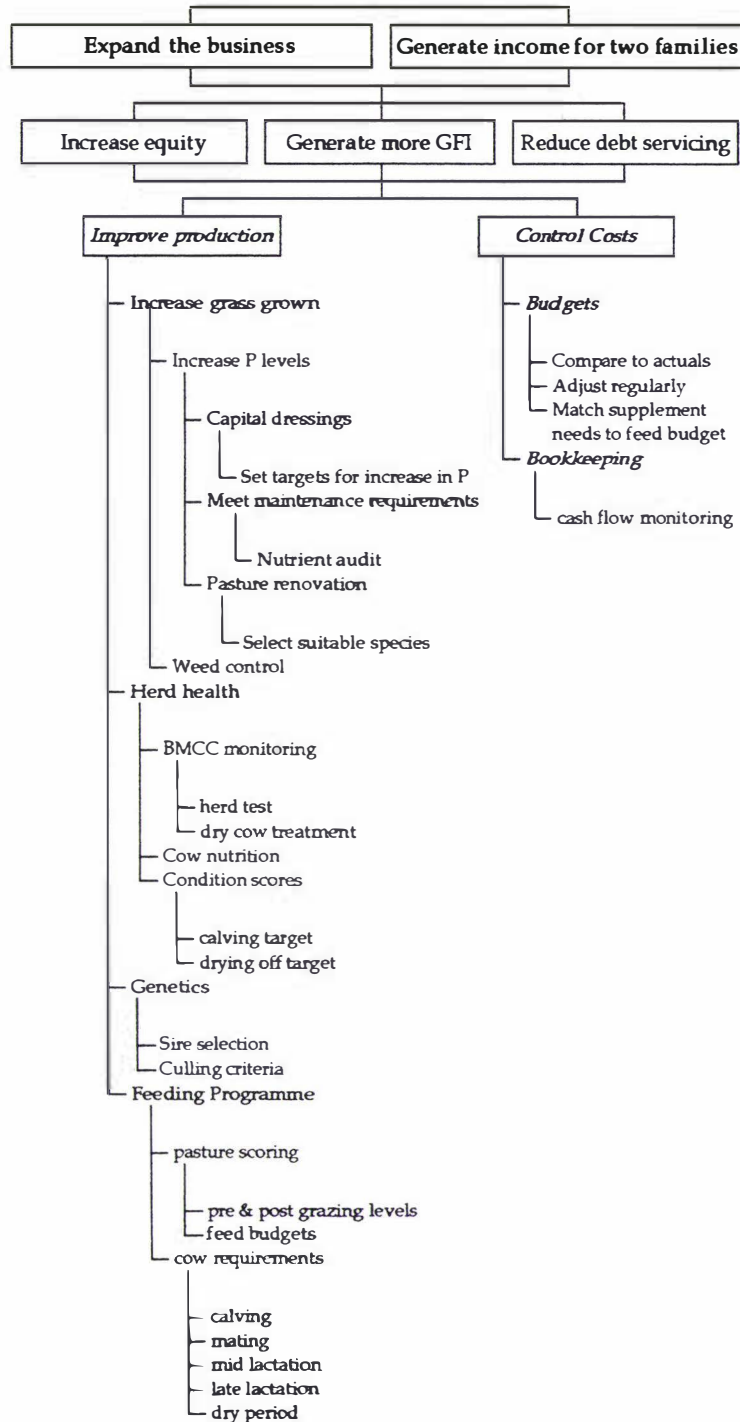 Expand the business
Generate income for two families
Increase equity
Generate more GFI
Reduce debt servicing
Improve production
Control Costs
Increase grass grown
Increase P levels
Capital dressings
Set targets for increase in P
Meet maintenance requirements
Nutrient audit
Pasture renovation
Select suitable species
Weed control
Herd health
BMCC monitoring
herd test
dry cow treatment
Cow nutrition
Condition scores
calving target
drying off target
Genetics
Sire selection
Culling criteria
Feeding Programme
pasture scoring
pre & post grazing levels
feed budgets
cow requirements
calving
mating
mid lactation
late lactation
dry period
Budgets
Compare to actuals
Adjust regularly
Match supplement
needs to feed budget
Bookkeeping
cash flow monitoring